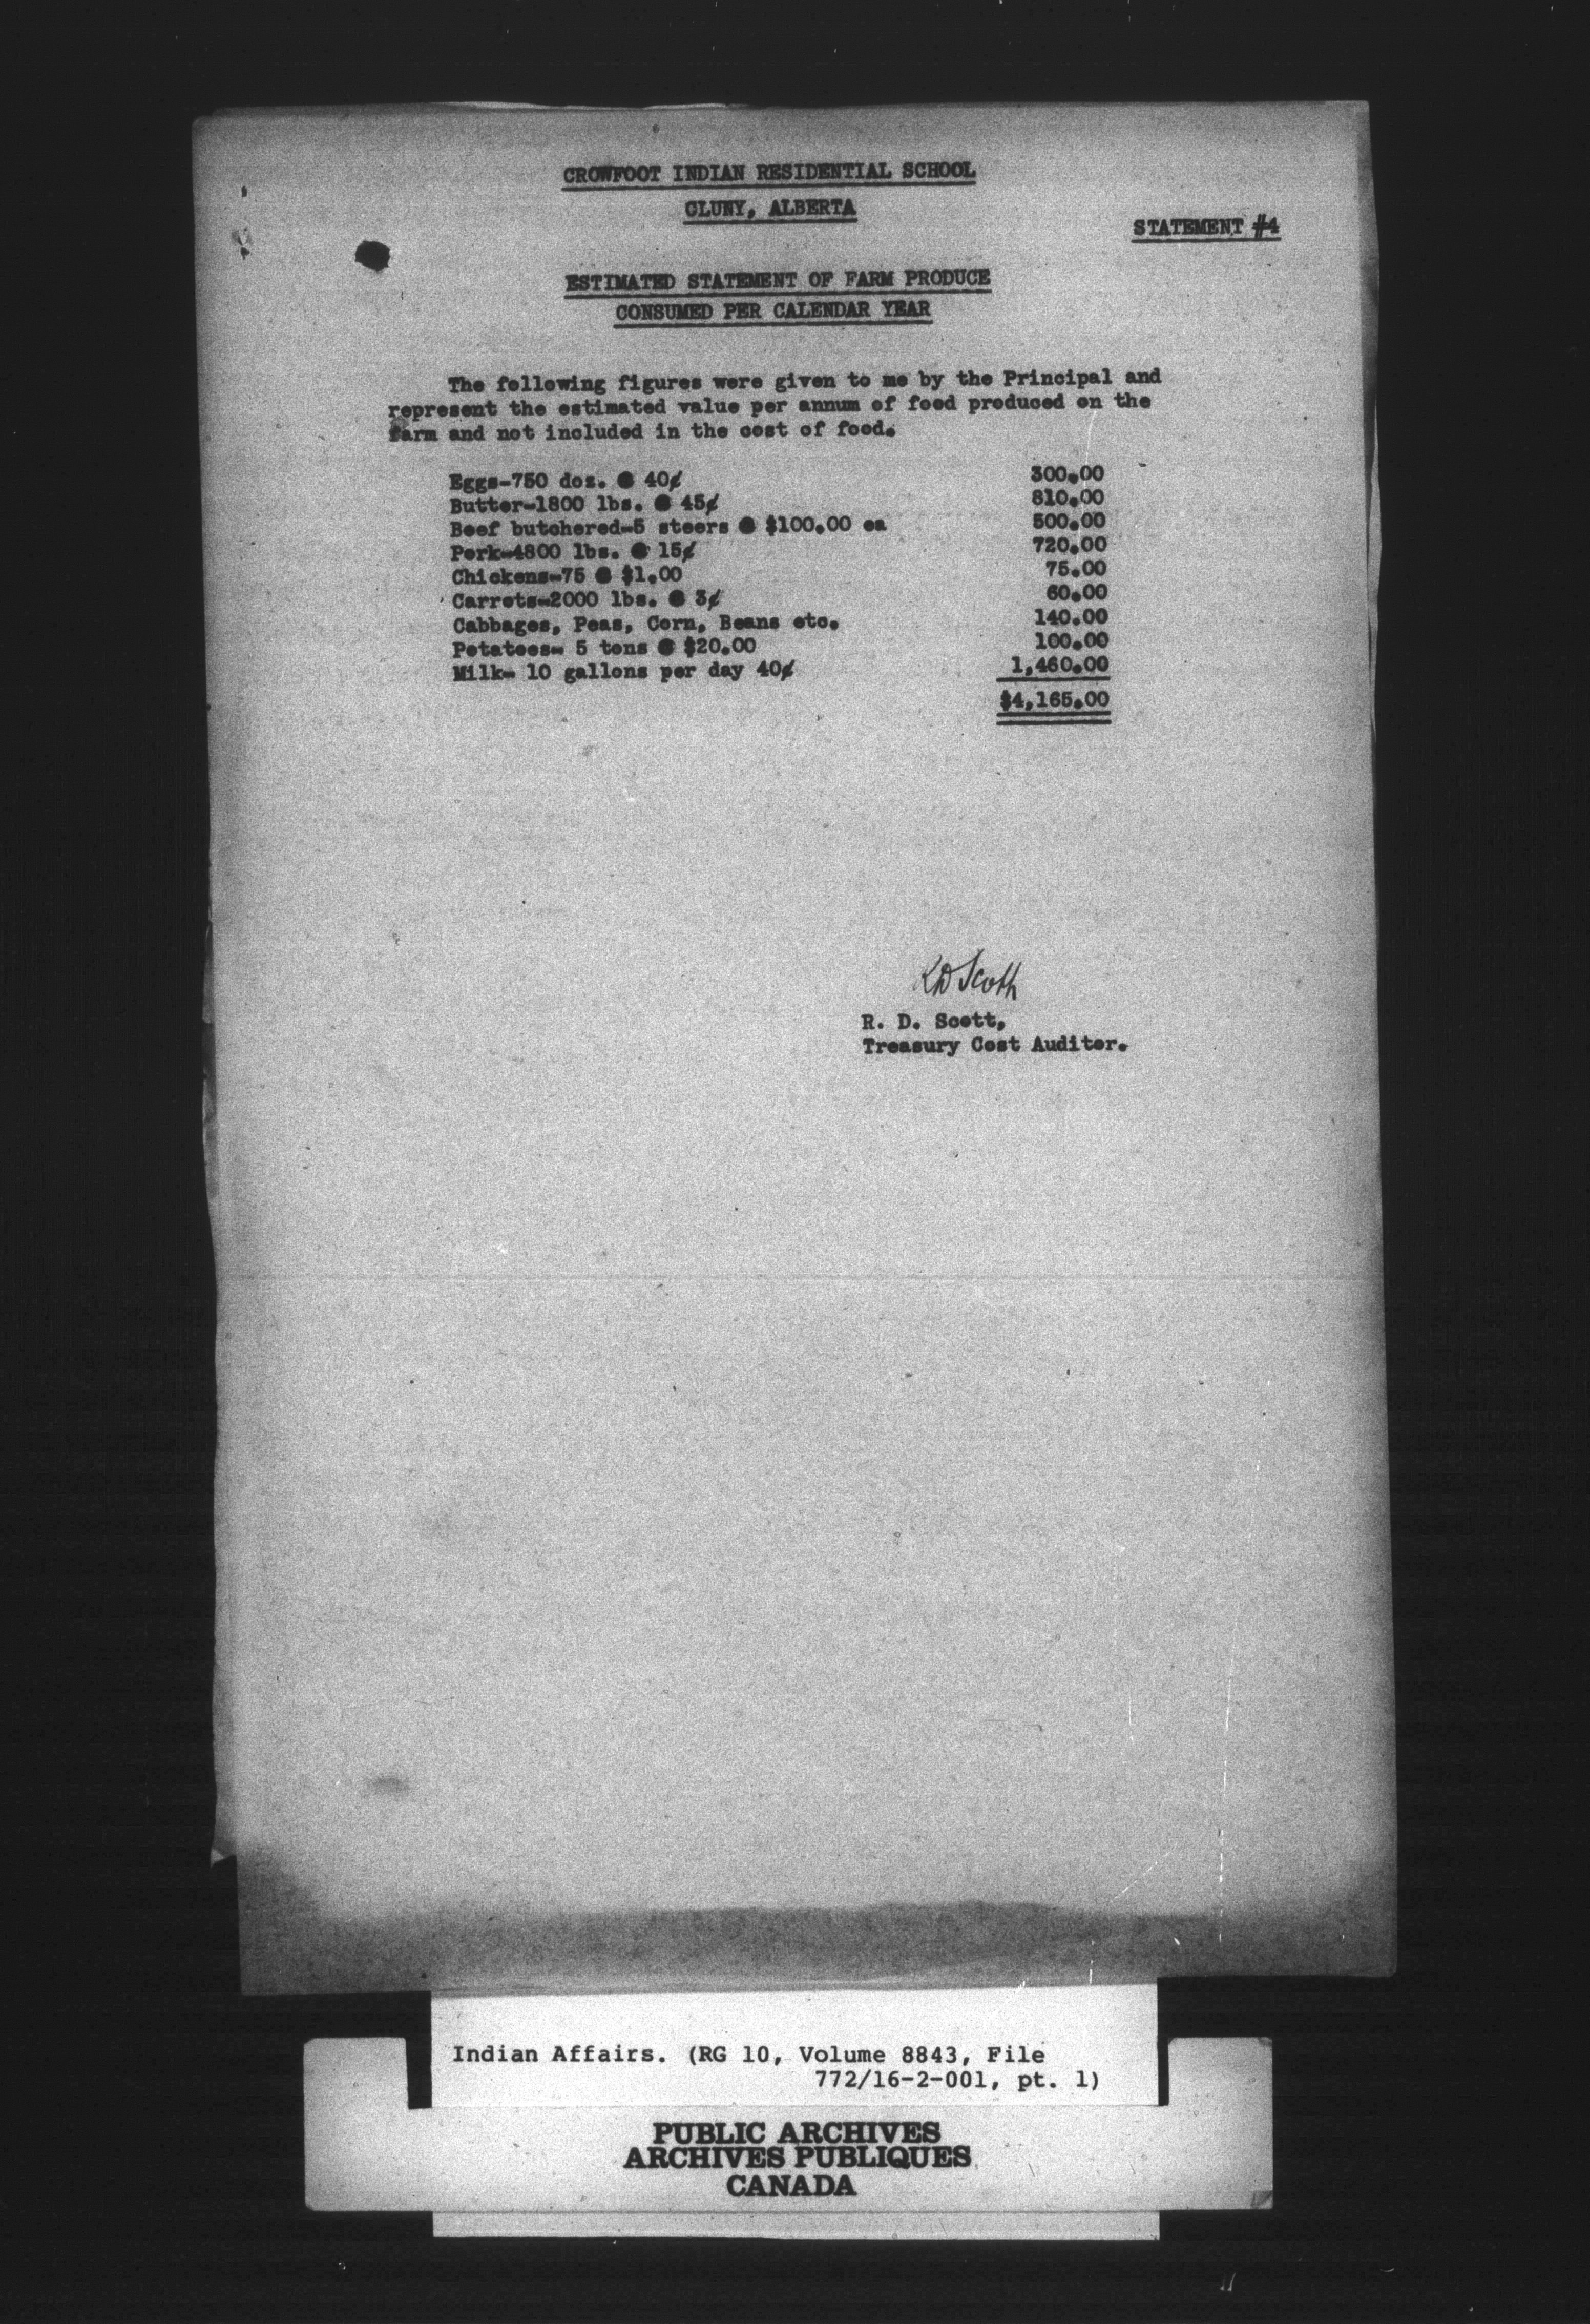 CROWFOOT INDIAN RESIDENTIAL SCHOOL
CLUNY, ALBERTA
STATEMENT #4
ESTIMATED STATEMENT OF FARM PRODUCE
CONSUMED PER CALENDAR YEAR
The following figures were given to me by the Principal and
represent the estimated value per annum of food produced on the
farm and not included in the cost of food.
Eggs-750 doz. @ 40¢ 300.00
Butter-1800 lbs. @ 45¢ 810.00
Beef butchered-5 steers @ $100.00 ea 500.00
Pork-4800 lbs. @ 15¢ 720.00
Chickens-75 @ $1.00 75.00
Carrots-2000 lbs. @ 3¢ 60.00
Cabbages, Peas, Corn, Beans etc. 140.00
Potatoes- 5 tons @ $20.00 100.00
Milk- 10 gallons per day 40¢ 1,460.00
$4,165.00
RD Scott
R. D. Scott,
Treasury Cost Auditor.
Indian Affairs. (RG 10, Volume 8843, File
772/16-2-001, pt. 1)
PUBLIC ARCHIVES
ARCHIVES PUBLIQUES
CANADA